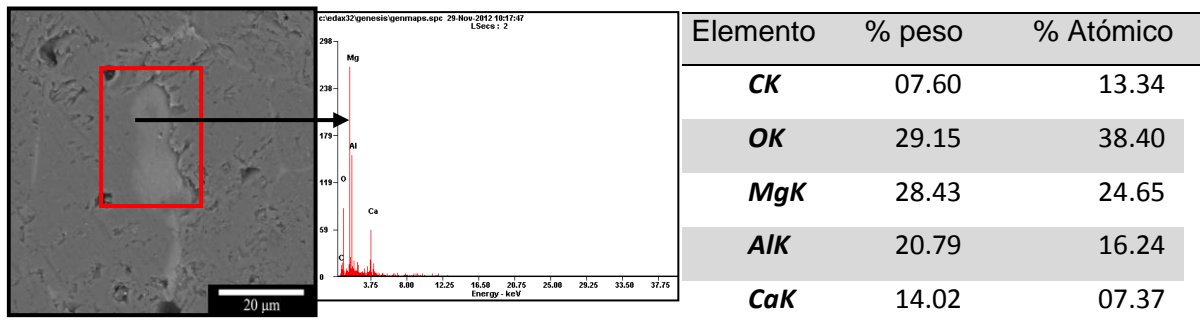 c:\edax32\genesis\genmaps.spc 29-Nov-2012 10:17:47
LSecs : 2
298
238
179
119
59
0
Mg
Al
O
Ca
C
3.75 8.00 12.25 16.50 20.75 25.00 29.25 33.50 37.75
Energy - keV
20 µm
Elemento % peso % Atómico
CK 07.60 13.34
OK 29.15 38.40
MgK 28.43 24.65
AlK 20.79 16.24
CaK 14.02 07.37